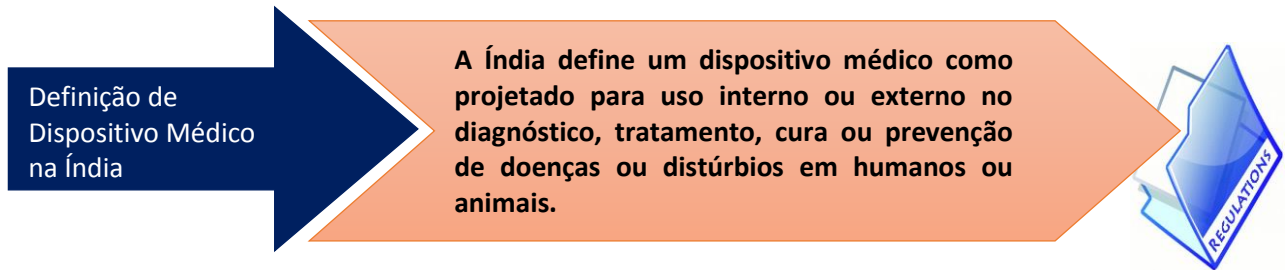 Definição de
Dispositivo Médico
na Índia
A Índia define um dispositivo médico como
projetado para uso interno ou externo no
diagnóstico, tratamento, cura ou prevenção
de doenças ou distúrbios em humanos ou
animais.
REGULATIONS